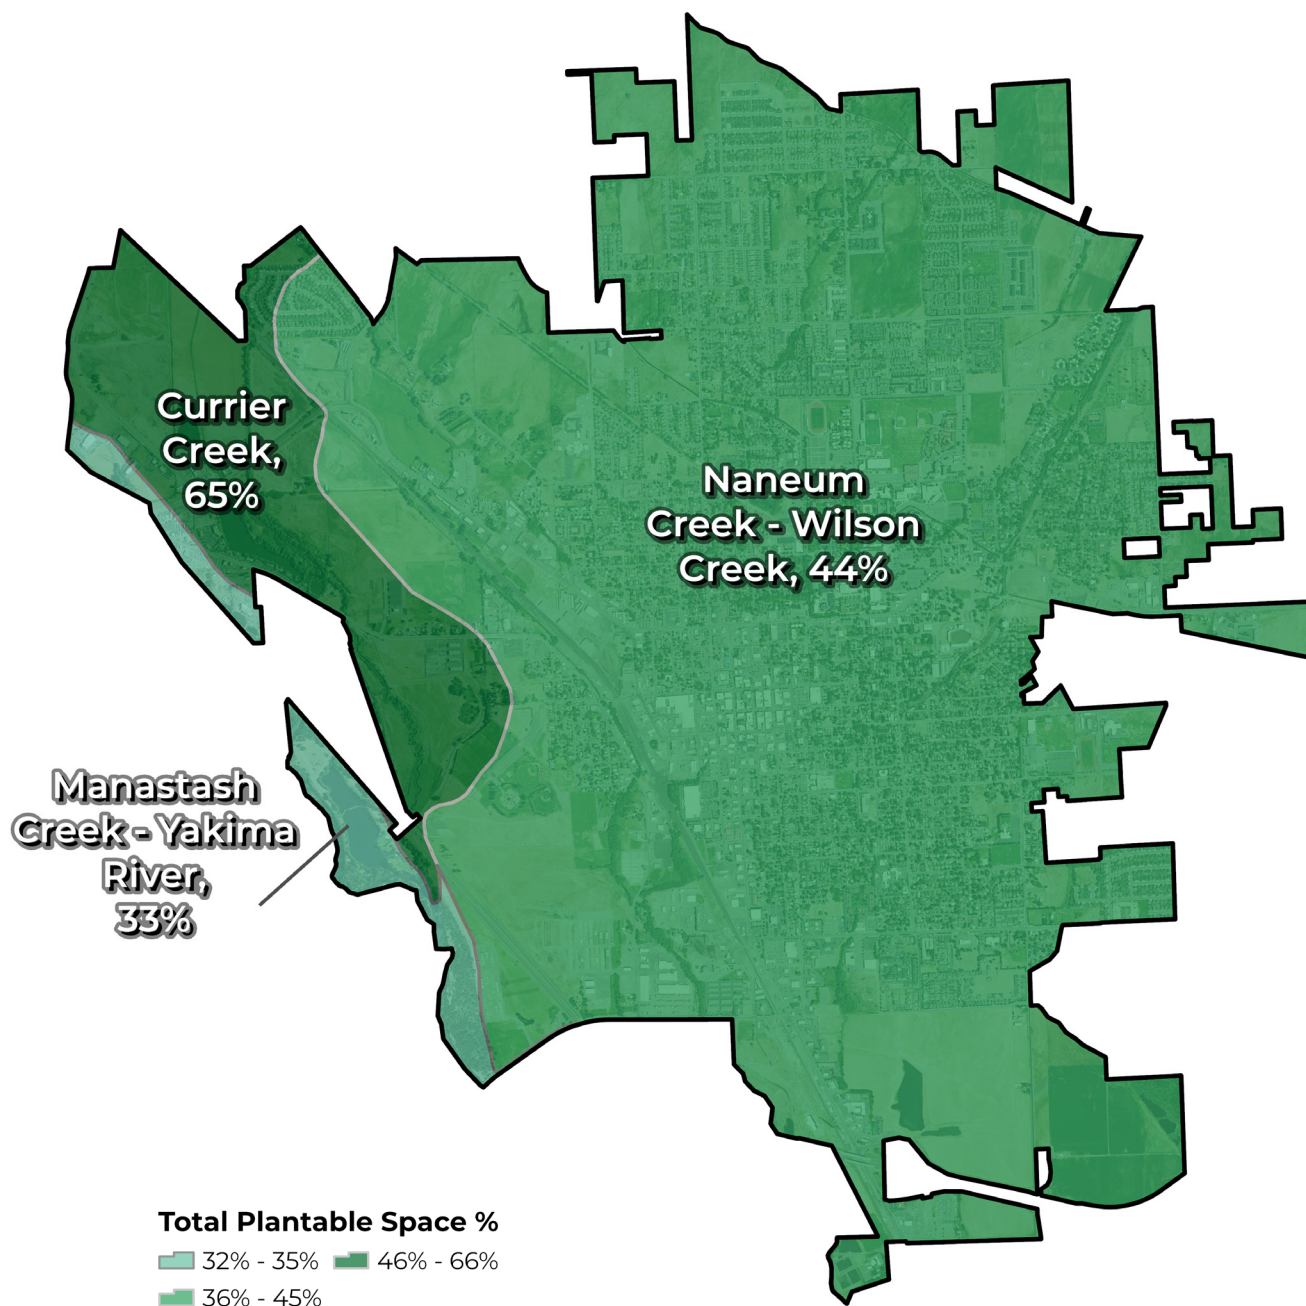 Currier
Creek,
65%
Naneum
Creek - Wilson
Creek, 44%
Manastash
Creek - Yakima
River,
33%
Total Plantable Space %
32% - 35%
46% - 66%
36% - 45%